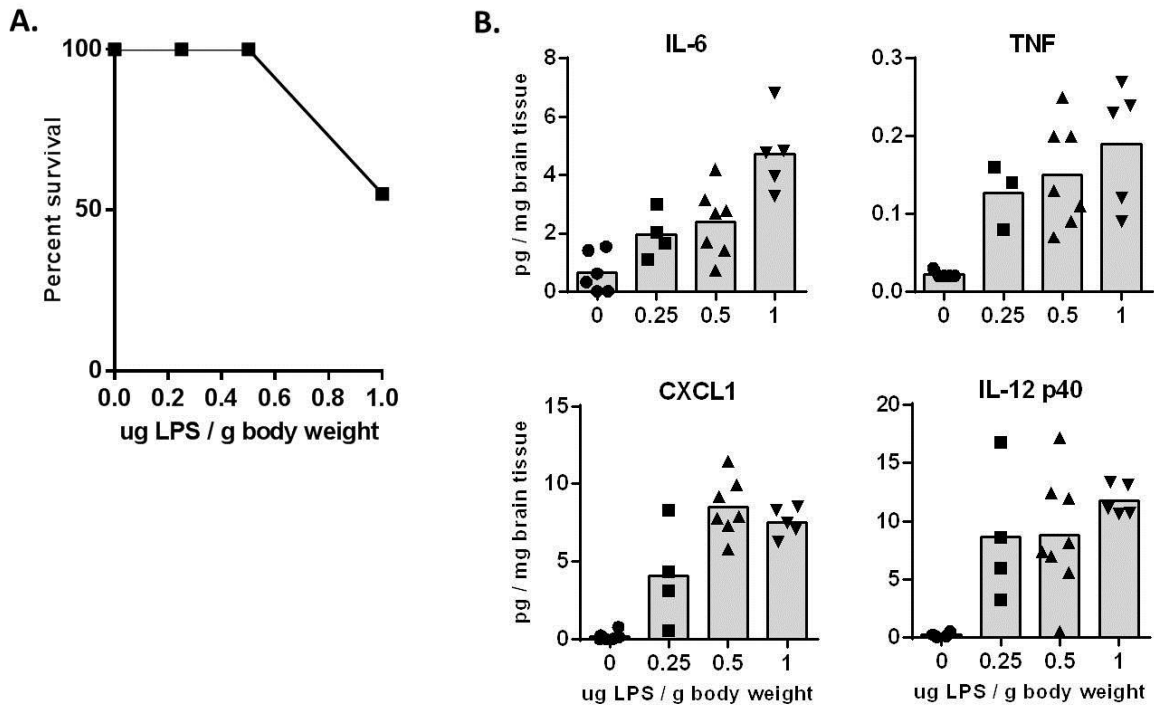 A.
100
50
0
Percent survival
0.0 0.2 0.4 0.6 0.8 1.0
ug LPS / g body weight
B.
IL-6
8
6
4
2
0
pg / mg brain tissue
0 0.25 0.5 1
TNF
0.3
0.2
0.1
0.0
0 0.25 0.5 1
CXCL1
15
10
5
0
pg / mg brain tissue
0 0.25 0.5 1
ug LPS / g body weight
IL-12 p40
20
15
10
5
0
0 0.25 0.5 1
ug LPS / g body weight